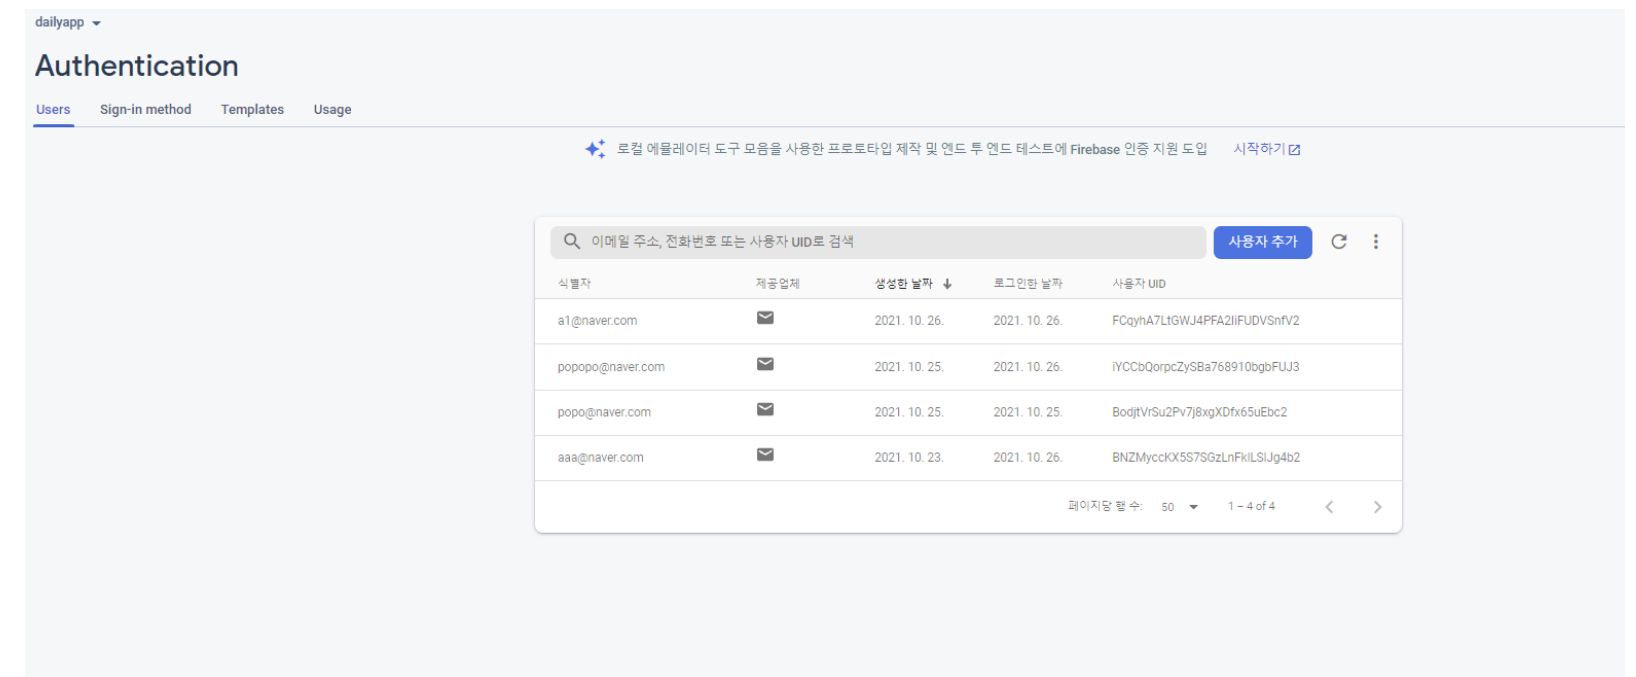 dailyapp
Authentication
Users Sign-in method Templates Usage
로컬 에뮬레이터 도구 모음을 사용한 프로토타입 제작 및 엔드 투 엔드 테스트에 Firebase 인증 지원 도입 시작하기
이메일 주소, 전화번호 또는 사용자 UID로 검색 사용자 추가
식별자 제공업체 생성한 날짜 로그인한 날짜 사용자 UID
a1@naver.com 2021. 10. 26. 2021. 10. 26. FCqyhA7LtGWJ4PFA2IiFUDVSnfV2
popopo@naver.com 2021. 10. 25. 2021. 10. 26. iYCCbQorpcZySBa768910bgbFUJ3
popo@naver.com 2021. 10. 25. 2021. 10. 25. BodjtVrSu2Pv7j8xgXDfx65uEbc2
aaa@naver.com 2021. 10. 23. 2021. 10. 26. BNZMyccKX5S7SGzLnFkILSIJg4b2
페이지당 행 수: 50 1 – 4 of 4